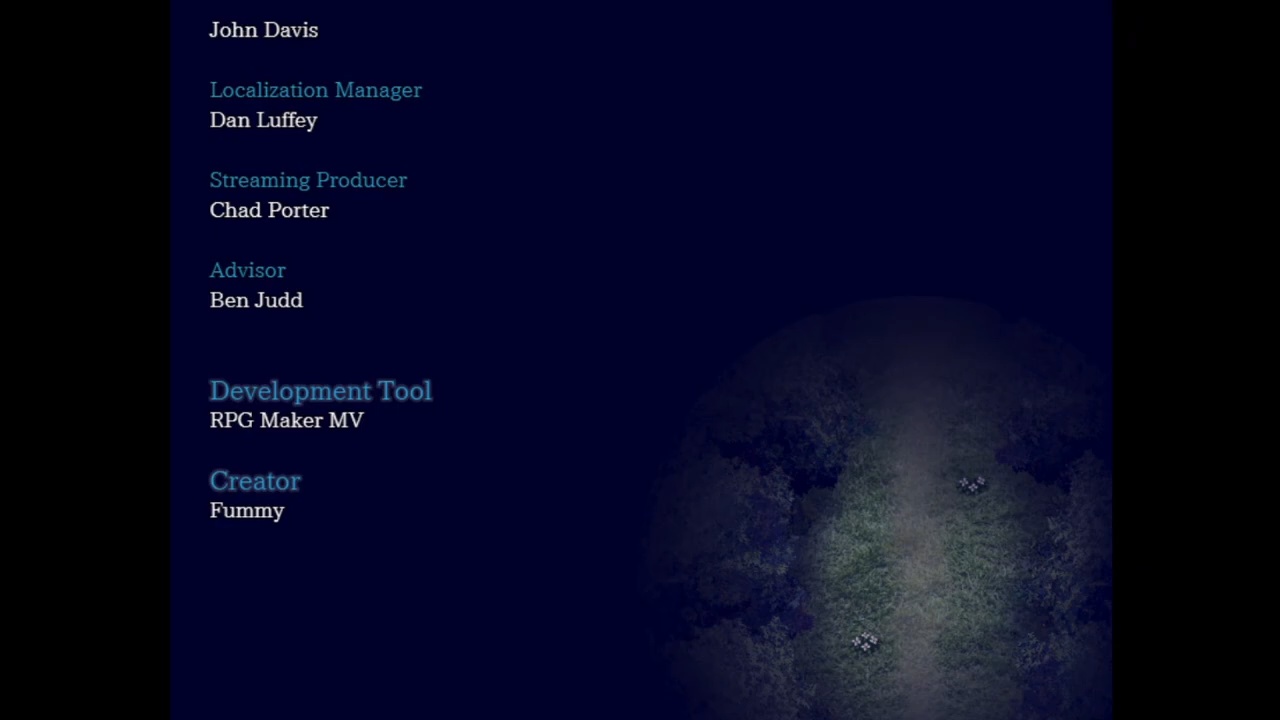 John Davis
Localization Manager
Dan Luffey
Streaming Producer
Chad Porter
Advisor
Ben Judd
Development Tool
RPG Maker MV
Creator
Fummy